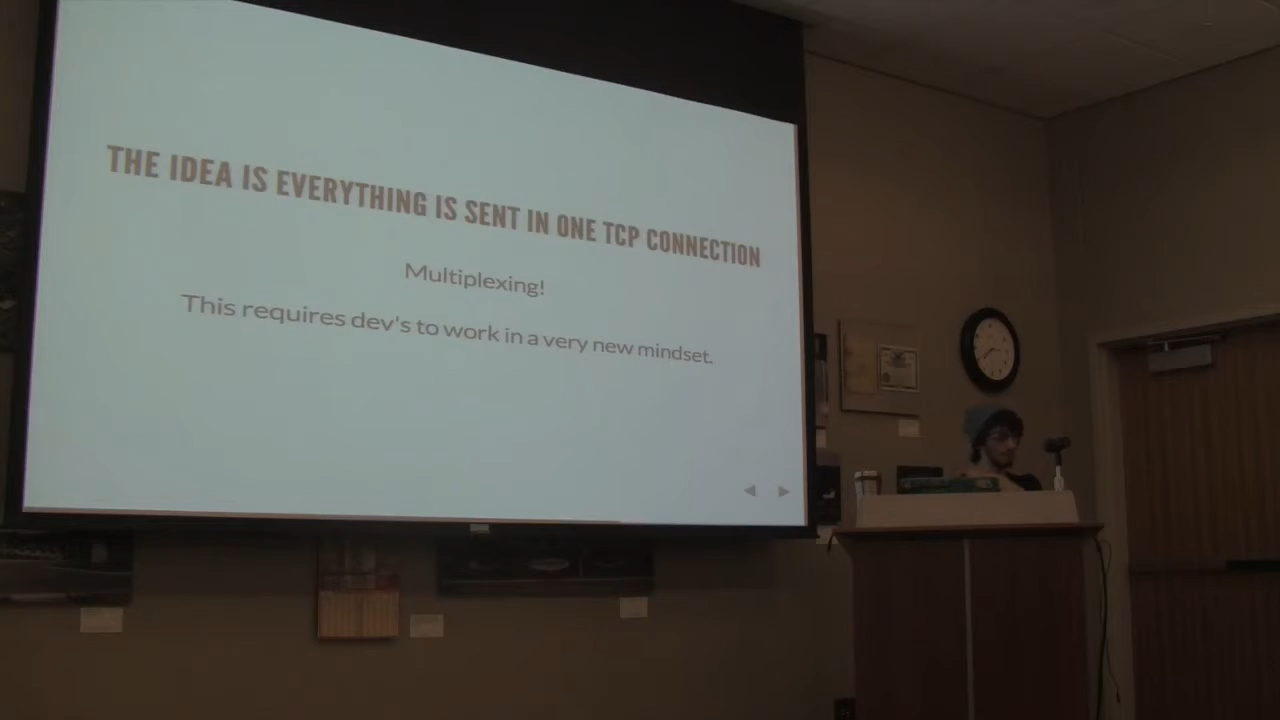 THE IDEA IS EVERYTHING IS SENT IN ONE TCP CONNECTION
Multiplexing!
This requires dev's to work in a very new mindset.